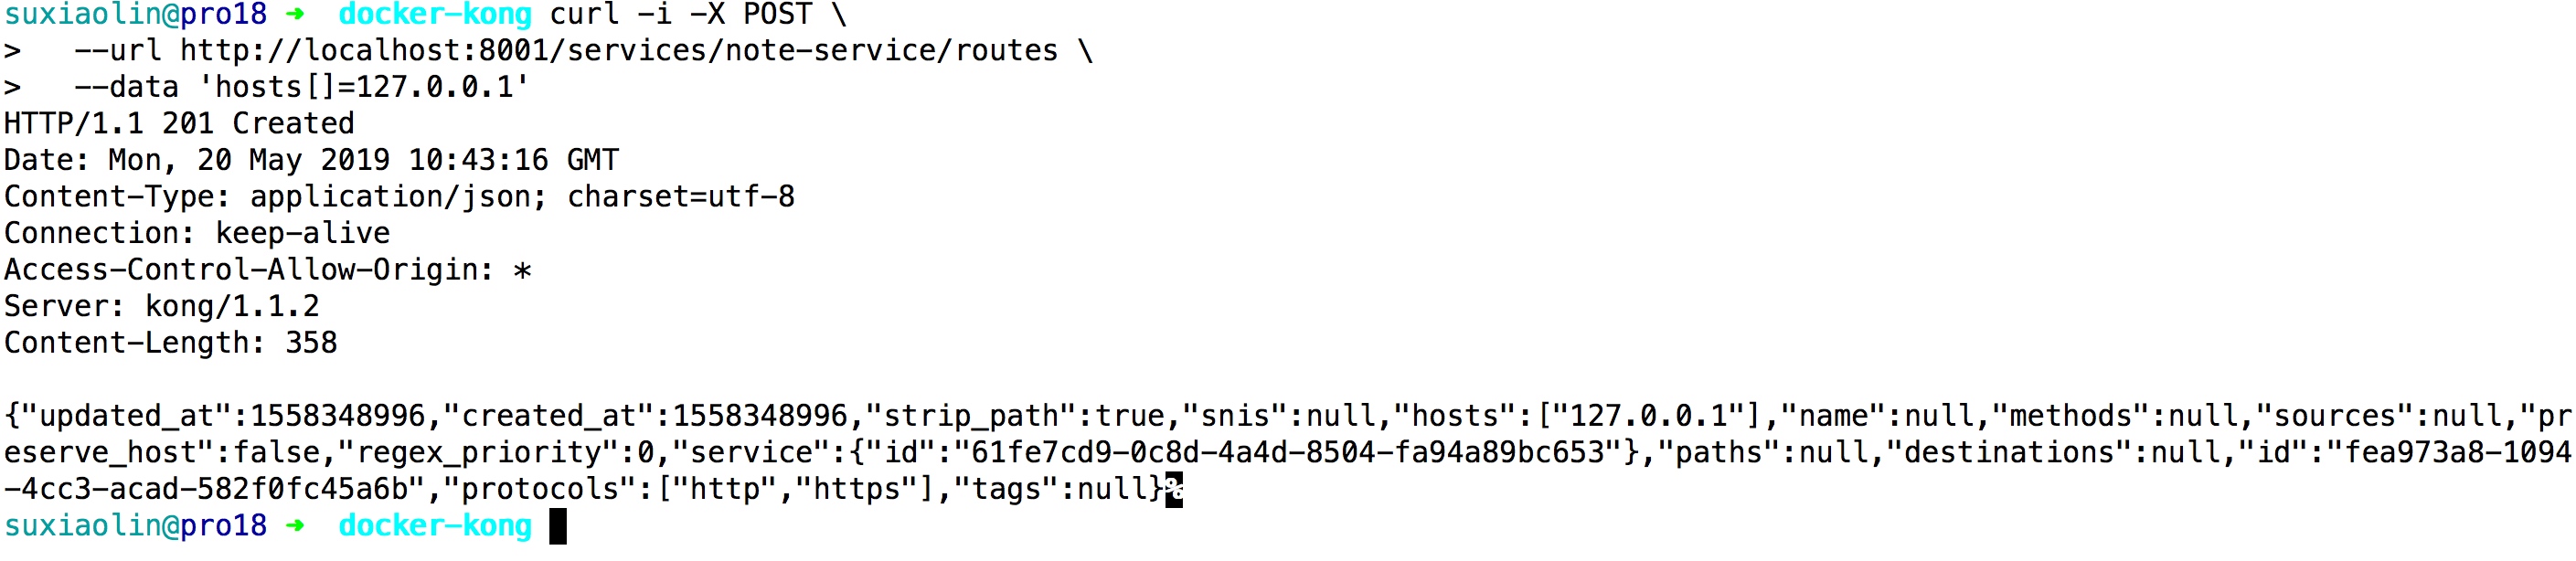 suxiaolin@pro18 ➜  docker-kong curl -i -X POST \
>   --url http://localhost:8001/services/note-service/routes \
>   --data 'hosts[]=127.0.0.1'
HTTP/1.1 201 Created
Date: Mon, 20 May 2019 10:43:16 GMT
Content-Type: application/json; charset=utf-8
Connection: keep-alive
Access-Control-Allow-Origin: *
Server: kong/1.1.2
Content-Length: 358

{"updated_at":1558348996,"created_at":1558348996,"strip_path":true,"snis":null,"hosts":["127.0.0.1"],"name":null,"methods":null,"sources":null,"pr
eserve_host":false,"regex_priority":0,"service":{"id":"61fe7cd9-0c8d-4a4d-8504-fa94a89bc653"},"paths":null,"destinations":null,"id":"fea973a8-1094
-4cc3-acad-582f0fc45a6b","protocols":["http","https"],"tags":null}%
suxiaolin@pro18 ➜  docker-kong